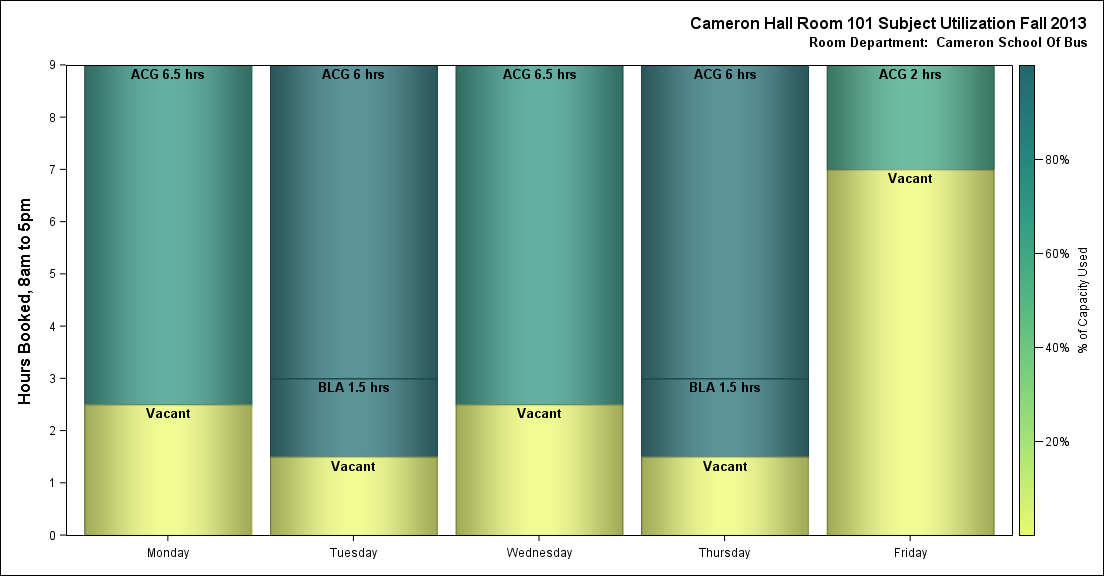 Cameron Hall Room 101 Subject Utilization Fall 2013
Room Department: Cameron School Of Bus
Hours Booked, 8am to 5pm
9
8
7
6
5
4
3
2
1
0
ACG 6.5 hrs
Vacant
ACG 6 hrs
BLA 1.5 hrs
Vacant
ACG 6.5 hrs
Vacant
ACG 6 hrs
BLA 1.5 hrs
Vacant
ACG 2 hrs
Vacant
Monday
Tuesday
Wednesday
Thursday
Friday
80%
60%
40%
20%
% of Capacity Used